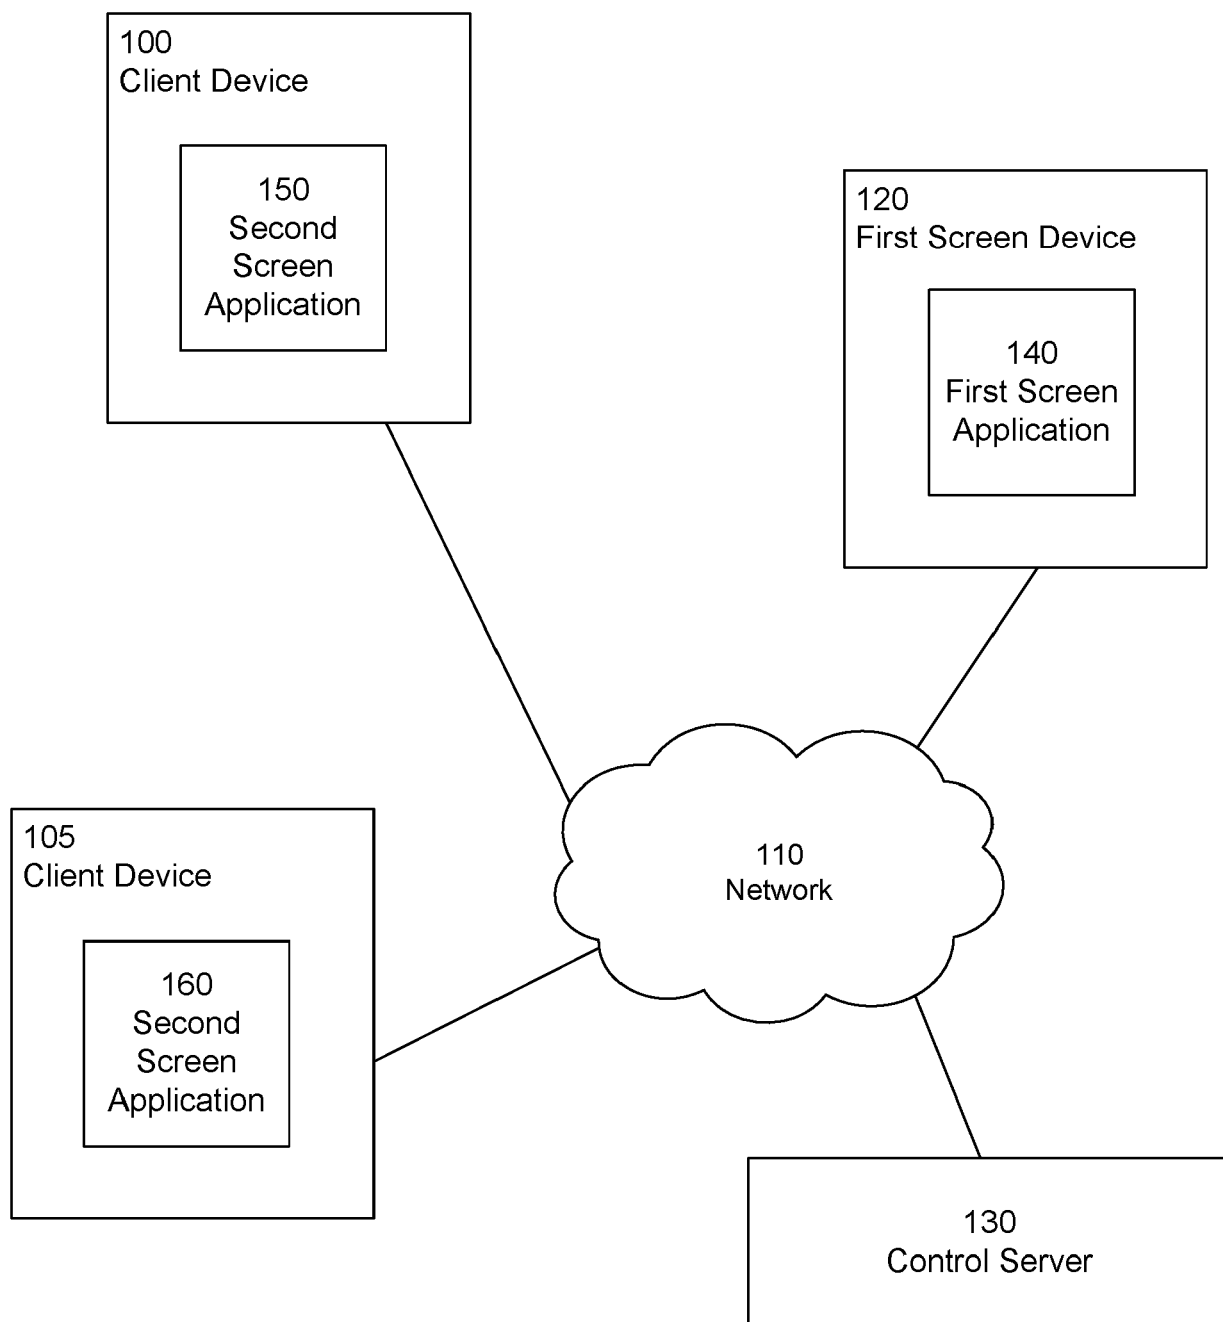 100
Client Device
150
Second
Screen
Application
120
First Screen Device
140
First Screen
Application
110
Network
105
Client Device
160
Second
Screen
Application
130
Control Server